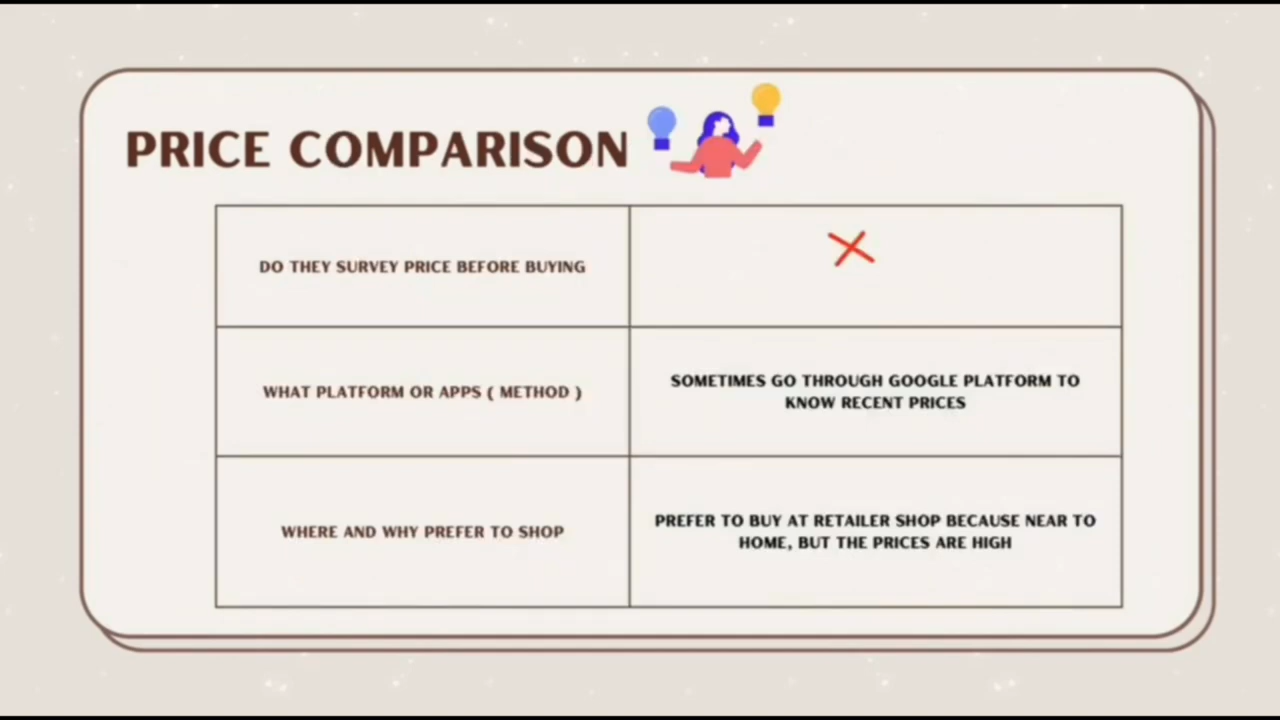 PRICE COMPARISON
DO THEY SURVEY PRICE BEFORE BUYING
WHAT PLATFORM OR APPS ( METHOD )
SOMETIMES GO THROUGH GOOGLE PLATFORM TO
KNOW RECENT PRICES
WHERE AND WHY PREFER TO SHOP
PREFER TO BUY AT RETAILER SHOP BECAUSE NEAR TO
HOME, BUT THE PRICES ARE HIGH